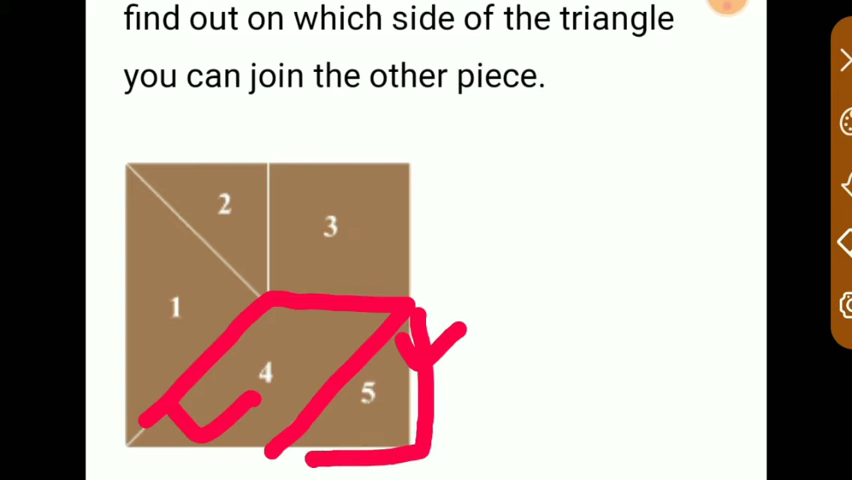 find out on which side of the triangle
you can join the other piece.
2
3
1
4
5